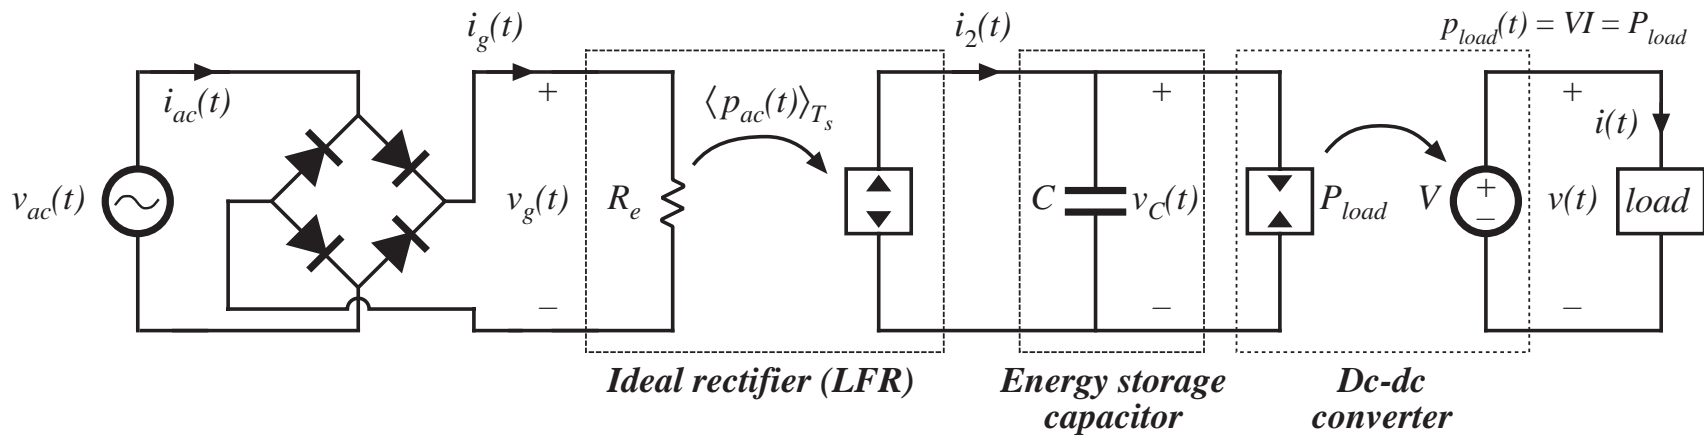 p_load(t) = VI = P_load
i_g(t)
i_2(t)
i_ac(t)
+
⟨p_ac(t)⟩_T_s
+
+
i(t)
v_ac(t)
v_g(t)
R_e
C
v_C(t)
P_load
V
+
–
v(t)
load
–
–
–
Ideal rectifier (LFR)
Energy storage
capacitor
Dc-dc
converter